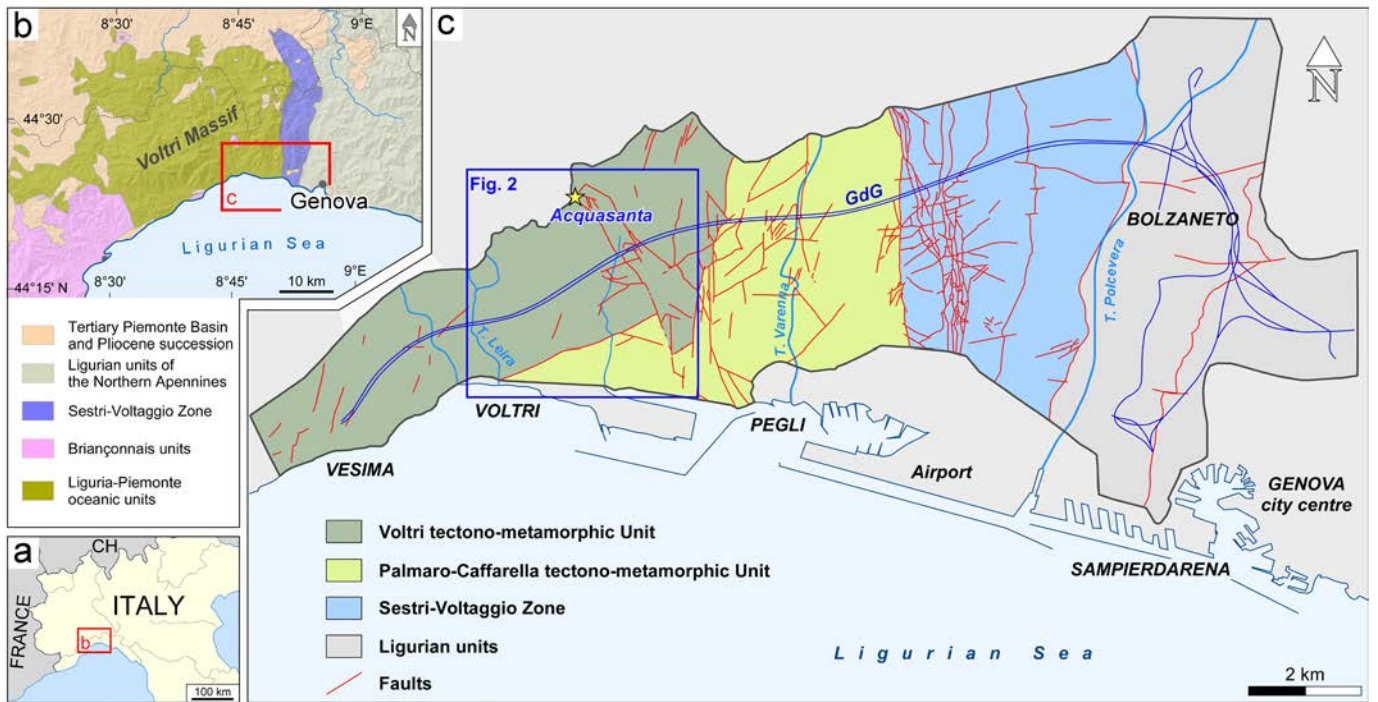 b
8°30'
8°45'
9°E
N
44°30'
Voltri Massif
C
Genova
Ligurian Sea
44°15' N
8°30'
8°45'
9°E
10 km
Tertiary Piemonte Basin
and Pliocene succession
Ligurian units of
the Northern Apennines
Sestri-Voltaggio Zone
Briançonnais units
Liguria-Piemonte
oceanic units
a
CH
FRANCE
ITALY
b
100 km
c
N
Fig. 2
Acquasanta
GdG
BOLZANETO
T. Leira
T. Varenna
T. Polcevera
VOLTRI
VESIMA
PEGLI
Airport
GENOVA
city centre
SAMPIERDARENA
Voltri tectono-metamorphic Unit
Palmaro-Caffarella tectono-metamorphic Unit
Sestri-Voltaggio Zone
Ligurian units
Faults
Ligurian Sea
2 km